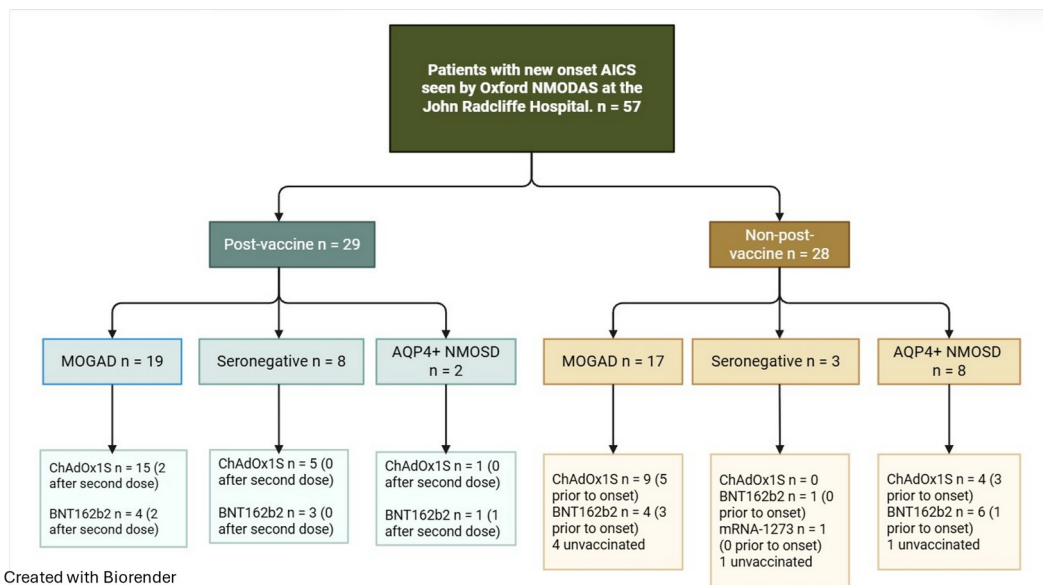 Patients with new onset AICS
seen by Oxford NMODAS at the
John Radcliffe Hospital. n = 57
Post-vaccine n = 29
Non-post-
vaccine n = 28
MOGAD n = 19
Seronegative n = 8
AQP4+ NMOSD
n = 2
MOGAD n = 17
Seronegative n = 3
AQP4+ NMOSD
n = 8
ChAdOx1S n = 15 (2
after second dose)
BNT162b2 n = 4 (2
after second dose)
ChAdOx1S n = 5 (0
after second dose)
BNT162b2 n = 3 (0
after second dose)
ChAdOx1S n = 1 (0
after second dose)
BNT162b2 n = 1 (1
after second dose)
ChAdOx1S n = 9 (5
prior to onset)
BNT162b2 n = 4 (3
prior to onset)
4 unvaccinated
ChAdOx1S n = 0
BNT162b2 n = 1 (0
prior to onset)
mRNA-1273 n = 1
(0 prior to onset)
1 unvaccinated
ChAdOx1S n = 4 (3
prior to onset)
BNT162b2 n = 6 (1
prior to onset)
1 unvaccinated
Created with Biorender